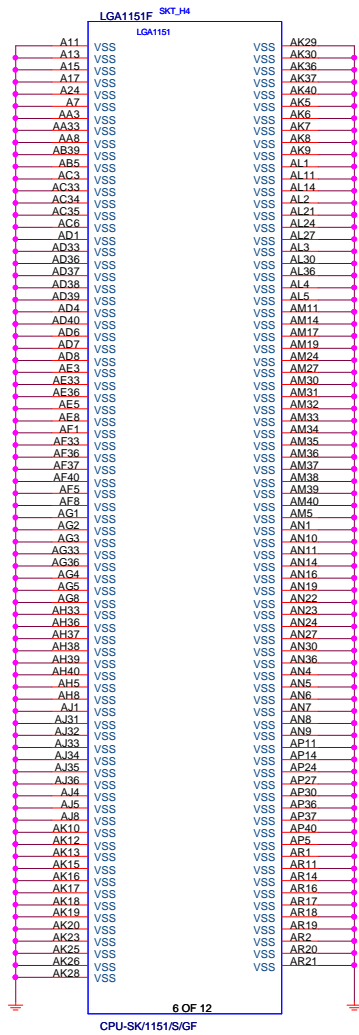 LGA1151F SKT_H4
LGA1151
A11 VSS VSS AK29
A13 VSS VSS AK30
A15 VSS VSS AK36
A17 VSS VSS AK37
A24 VSS VSS AK40
A7 VSS VSS AK5
AA3 VSS VSS AK6
AA33 VSS VSS AK7
AA8 VSS VSS AK8
AB39 VSS VSS AK9
AB5 VSS VSS AL1
AC3 VSS VSS AL11
AC33 VSS VSS AL14
AC34 VSS VSS AL2
AC35 VSS VSS AL21
AC6 VSS VSS AL24
AD1 VSS VSS AL27
AD33 VSS VSS AL3
AD36 VSS VSS AL30
AD37 VSS VSS AL36
AD38 VSS VSS AL4
AD39 VSS VSS AL5
AD4 VSS VSS AM11
AD40 VSS VSS AM14
AD6 VSS VSS AM17
AD7 VSS VSS AM19
AD8 VSS VSS AM24
AE3 VSS VSS AM27
AE33 VSS VSS AM30
AE36 VSS VSS AM31
AE5 VSS VSS AM32
AE8 VSS VSS AM33
AF1 VSS VSS AM34
AF33 VSS VSS AM35
AF36 VSS VSS AM36
AF37 VSS VSS AM37
AF40 VSS VSS AM38
AF5 VSS VSS AM39
AF8 VSS VSS AM40
AG1 VSS VSS AM5
AG2 VSS VSS AN1
AG3 VSS VSS AN10
AG33 VSS VSS AN11
AG36 VSS VSS AN14
AG4 VSS VSS AN16
AG5 VSS VSS AN19
AG8 VSS VSS AN22
AH33 VSS VSS AN23
AH36 VSS VSS AN24
AH37 VSS VSS AN27
AH38 VSS VSS AN30
AH39 VSS VSS AN36
AH40 VSS VSS AN4
AH5 VSS VSS AN5
AH8 VSS VSS AN6
AJ1 VSS VSS AN7
AJ31 VSS VSS AN8
AJ32 VSS VSS AN9
AJ33 VSS VSS AP11
AJ34 VSS VSS AP14
AJ35 VSS VSS AP24
AJ36 VSS VSS AP27
AJ4 VSS VSS AP30
AJ5 VSS VSS AP36
AJ8 VSS VSS AP37
AK10 VSS VSS AP40
AK12 VSS VSS AP5
AK13 VSS VSS AR1
AK15 VSS VSS AR11
AK16 VSS VSS AR14
AK17 VSS VSS AR16
AK18 VSS VSS AR17
AK19 VSS VSS AR18
AK20 VSS VSS AR19
AK23 VSS VSS AR2
AK25 VSS VSS AR20
AK26 VSS VSS AR21
AK28 VSS
6 OF 12
CPU-SK/1151/S/GF